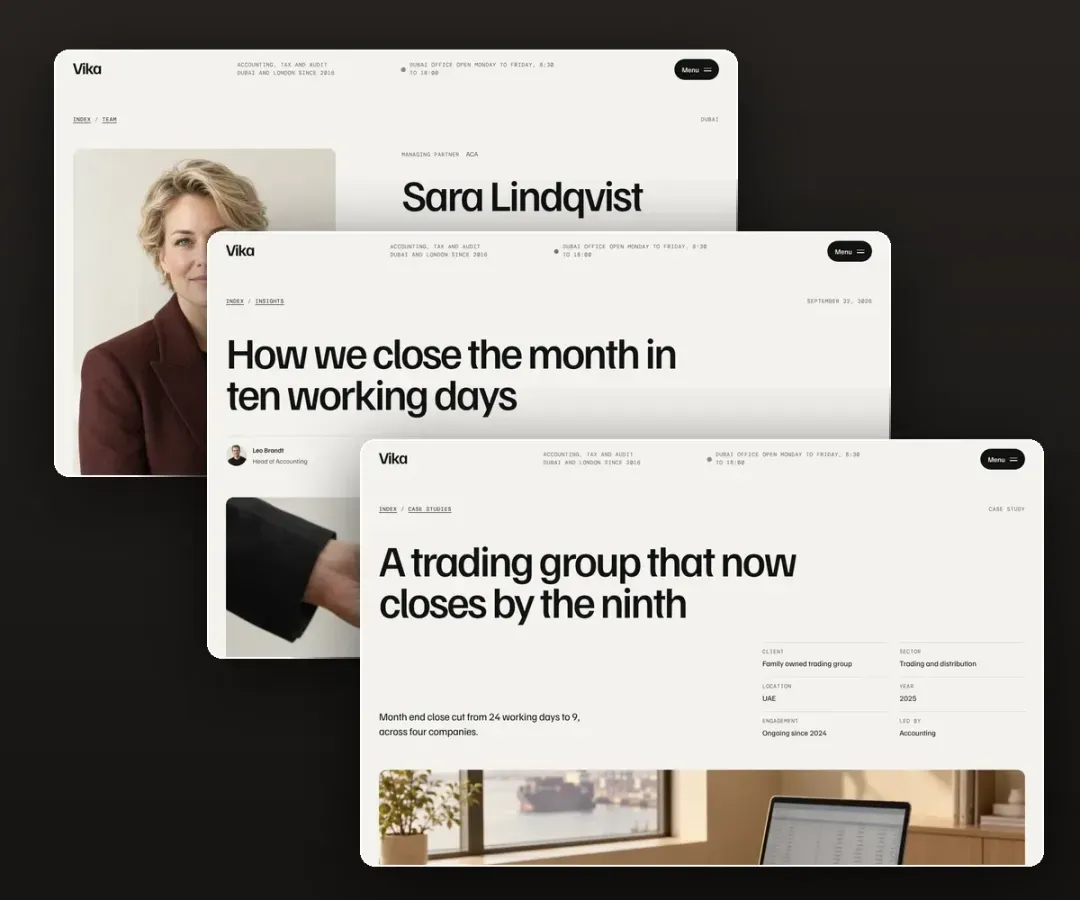 Vika
ACCOUNTING, TAX AND AUDIT
DUBAI AND LONDON SINCE 2016
DUBAI OFFICE OPEN MONDAY TO FRIDAY, 8:30
TO 18:00
Menu
INDEX / TEAM
DUBAI
MANAGING PARTNER ACA
Sara Lindqvist
Vika
ACCOUNTING, TAX AND AUDIT
DUBAI AND LONDON SINCE 2016
DUBAI OFFICE OPEN MONDAY TO FRIDAY, 8:30
TO 18:00
Menu
INDEX / INSIGHTS
SEPTEMBER 22, 2026
How we close the month in
ten working days
Leo Brandt
Head of Accounting
Vika
ACCOUNTING, TAX AND AUDIT
DUBAI AND LONDON SINCE 2016
DUBAI OFFICE OPEN MONDAY TO FRIDAY, 8:30
TO 18:00
Menu
INDEX / CASE STUDIES
CASE STUDY
A trading group that now
closes by the ninth
CLIENT
Family owned trading group
SECTOR
Trading and distribution
LOCATION
UAE
YEAR
2025
ENGAGEMENT
Ongoing since 2024
LED BY
Accounting
Month end close cut from 24 working days to 9,
across four companies.